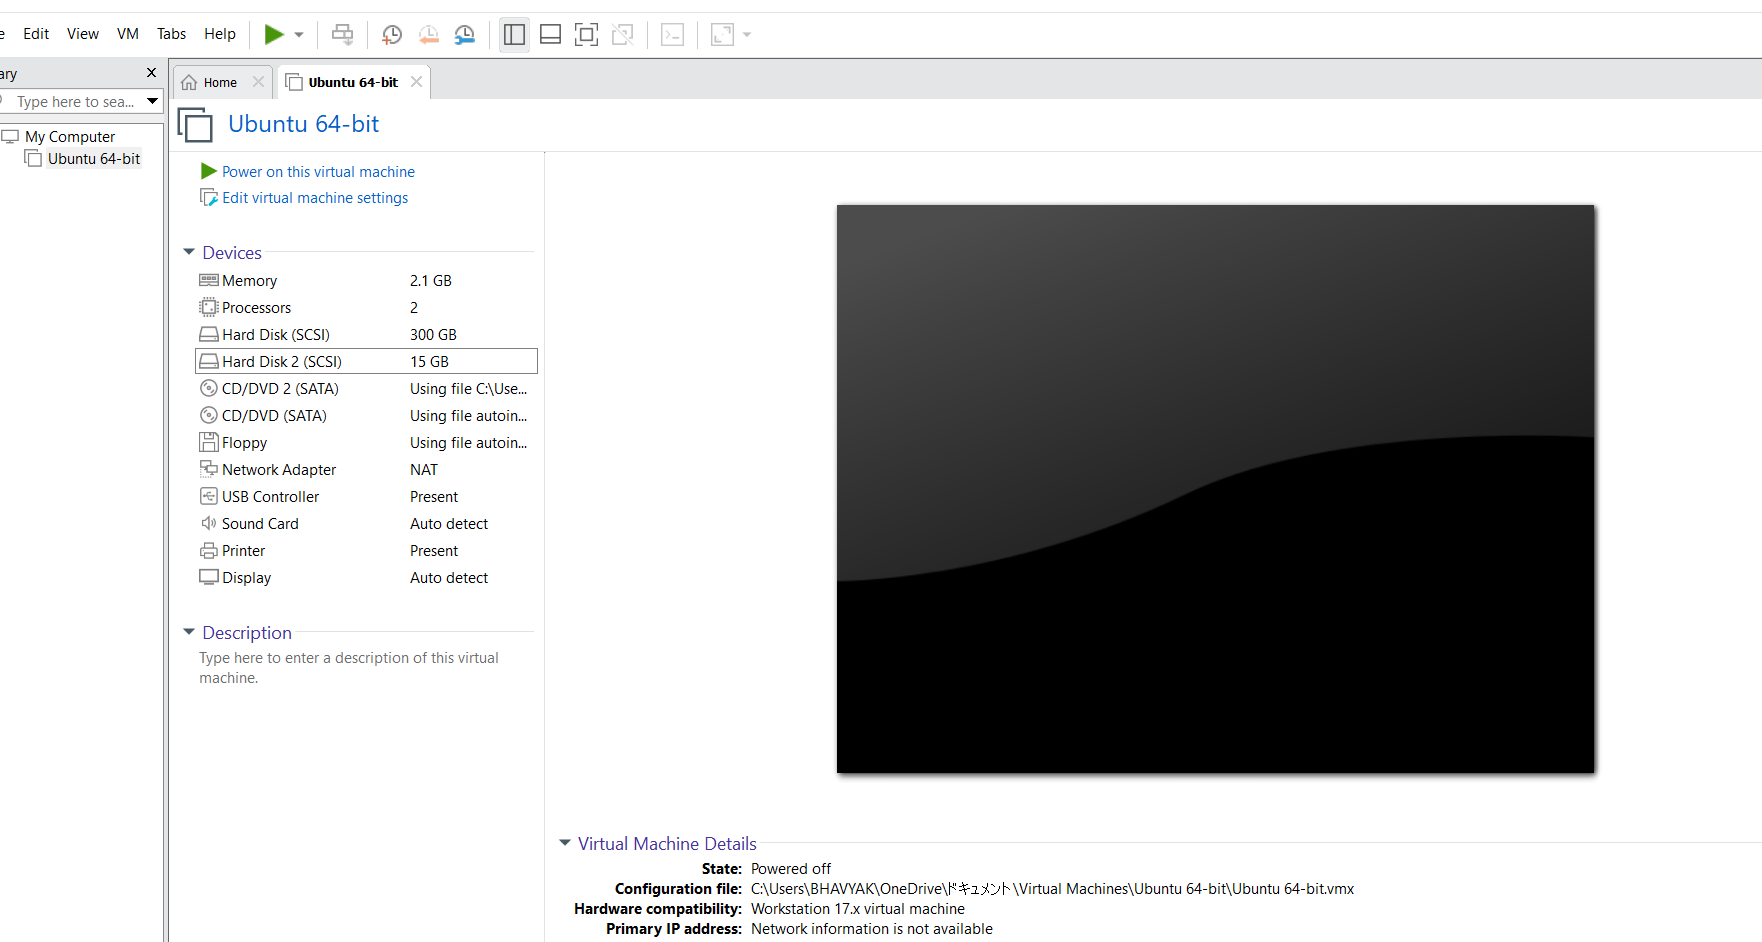 e Edit View VM Tabs Help
ary
Type here to sea...
My Computer
Ubuntu 64-bit
Home
Ubuntu 64-bit
Ubuntu 64-bit
Power on this virtual machine
Edit virtual machine settings
Devices
Memory 2.1 GB
Processors 2
Hard Disk (SCSI) 300 GB
Hard Disk 2 (SCSI) 15 GB
CD/DVD 2 (SATA) Using file C:\Use...
CD/DVD (SATA) Using file autoin...
Floppy Using file autoin...
Network Adapter NAT
USB Controller Present
Sound Card Auto detect
Printer Present
Display Auto detect
Description
Type here to enter a description of this virtual
machine.
Virtual Machine Details
State: Powered off
Configuration file: C:\Users\BHAVYAK\OneDrive\ドキュメント\Virtual Machines\Ubuntu 64-bit\Ubuntu 64-bit.vmx
Hardware compatibility: Workstation 17.x virtual machine
Primary IP address: Network information is not available